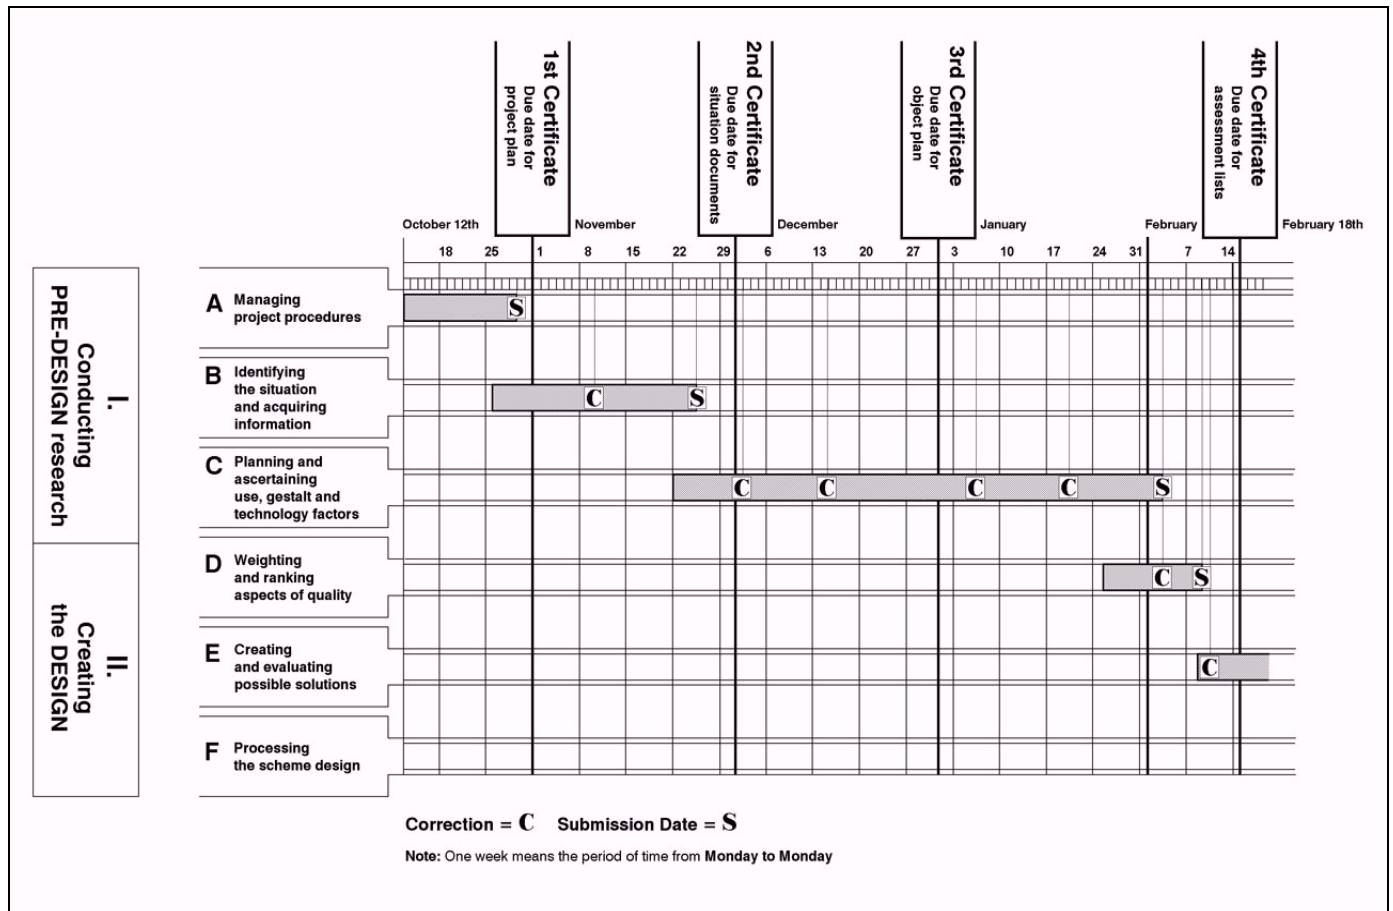 1st Certificate
Due date for
project plan
2nd Certificate
Due date for
situation documents
3rd Certificate
Due date for
object plan
4th Certificate
Due date for
assessment lists
October 12th November December January February February 18th
18 25 1 8 15 22 29 6 13 20 27 3 10 17 24 31 7 14
I.
Conducting
PRE-DESIGN research
A Managing
project procedures
S
B Identifying
the situation
and acquiring
information
C S
C Planning and
ascertaining
use, gestalt and
technology factors
C C C C S
II.
Creating
the DESIGN
D Weighting
and ranking
aspects of quality
C S
E Creating
and evaluating
possible solutions
C
F Processing
the scheme design
Correction = C Submission Date = S
Note: One week means the period of time from Monday to Monday